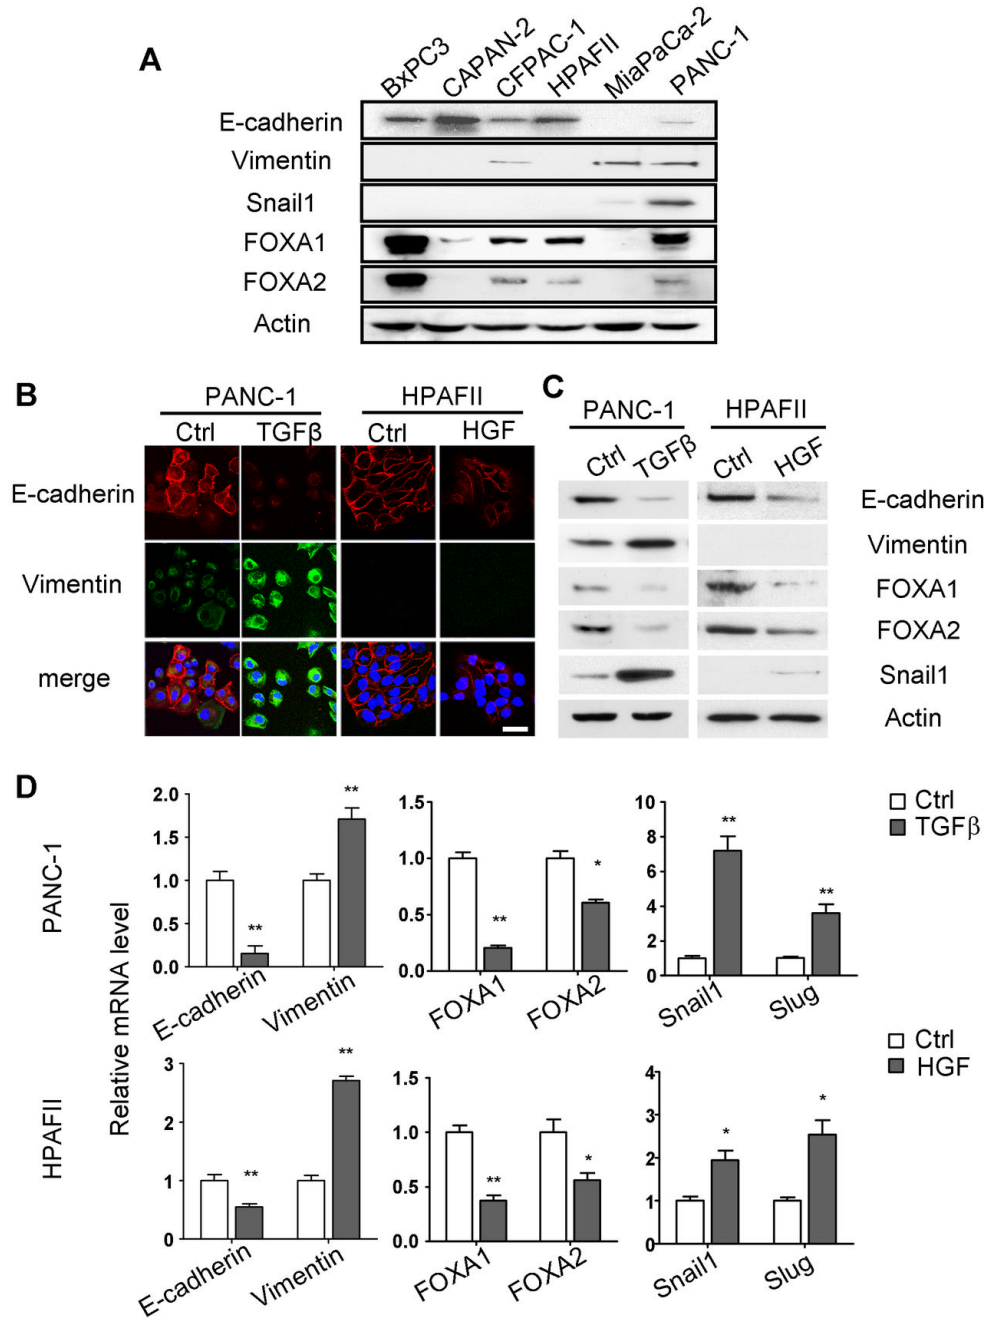 A
BxPC3 CAPAN-2 CFPAC-1 HPAFII MiaPaCa-2 PANC-1
E-cadherin
Vimentin
Snail1
FOXA1
FOXA2
Actin
B
PANC-1 HPAFII
Ctrl TGFβ Ctrl HGF
E-cadherin
Vimentin
merge
C
PANC-1 HPAFII
Ctrl TGFβ Ctrl HGF
E-cadherin
Vimentin
FOXA1
FOXA2
Snail1
Actin
D
PANC-1
HPAFII
Relative mRNA level
2.0
1.5
1.0
0.5
0.0
** **
E-cadherin Vimentin
1.5
1.0
0.5
0.0
** *
FOXA1 FOXA2
10
8
6
4
2
0
** **
Snail1 Slug
Ctrl
TGFβ
3
2
1
0
** **
E-cadherin Vimentin
1.5
1.0
0.5
0.0
** *
FOXA1 FOXA2
4
3
2
1
0
* *
Snail1 Slug
Ctrl
HGF